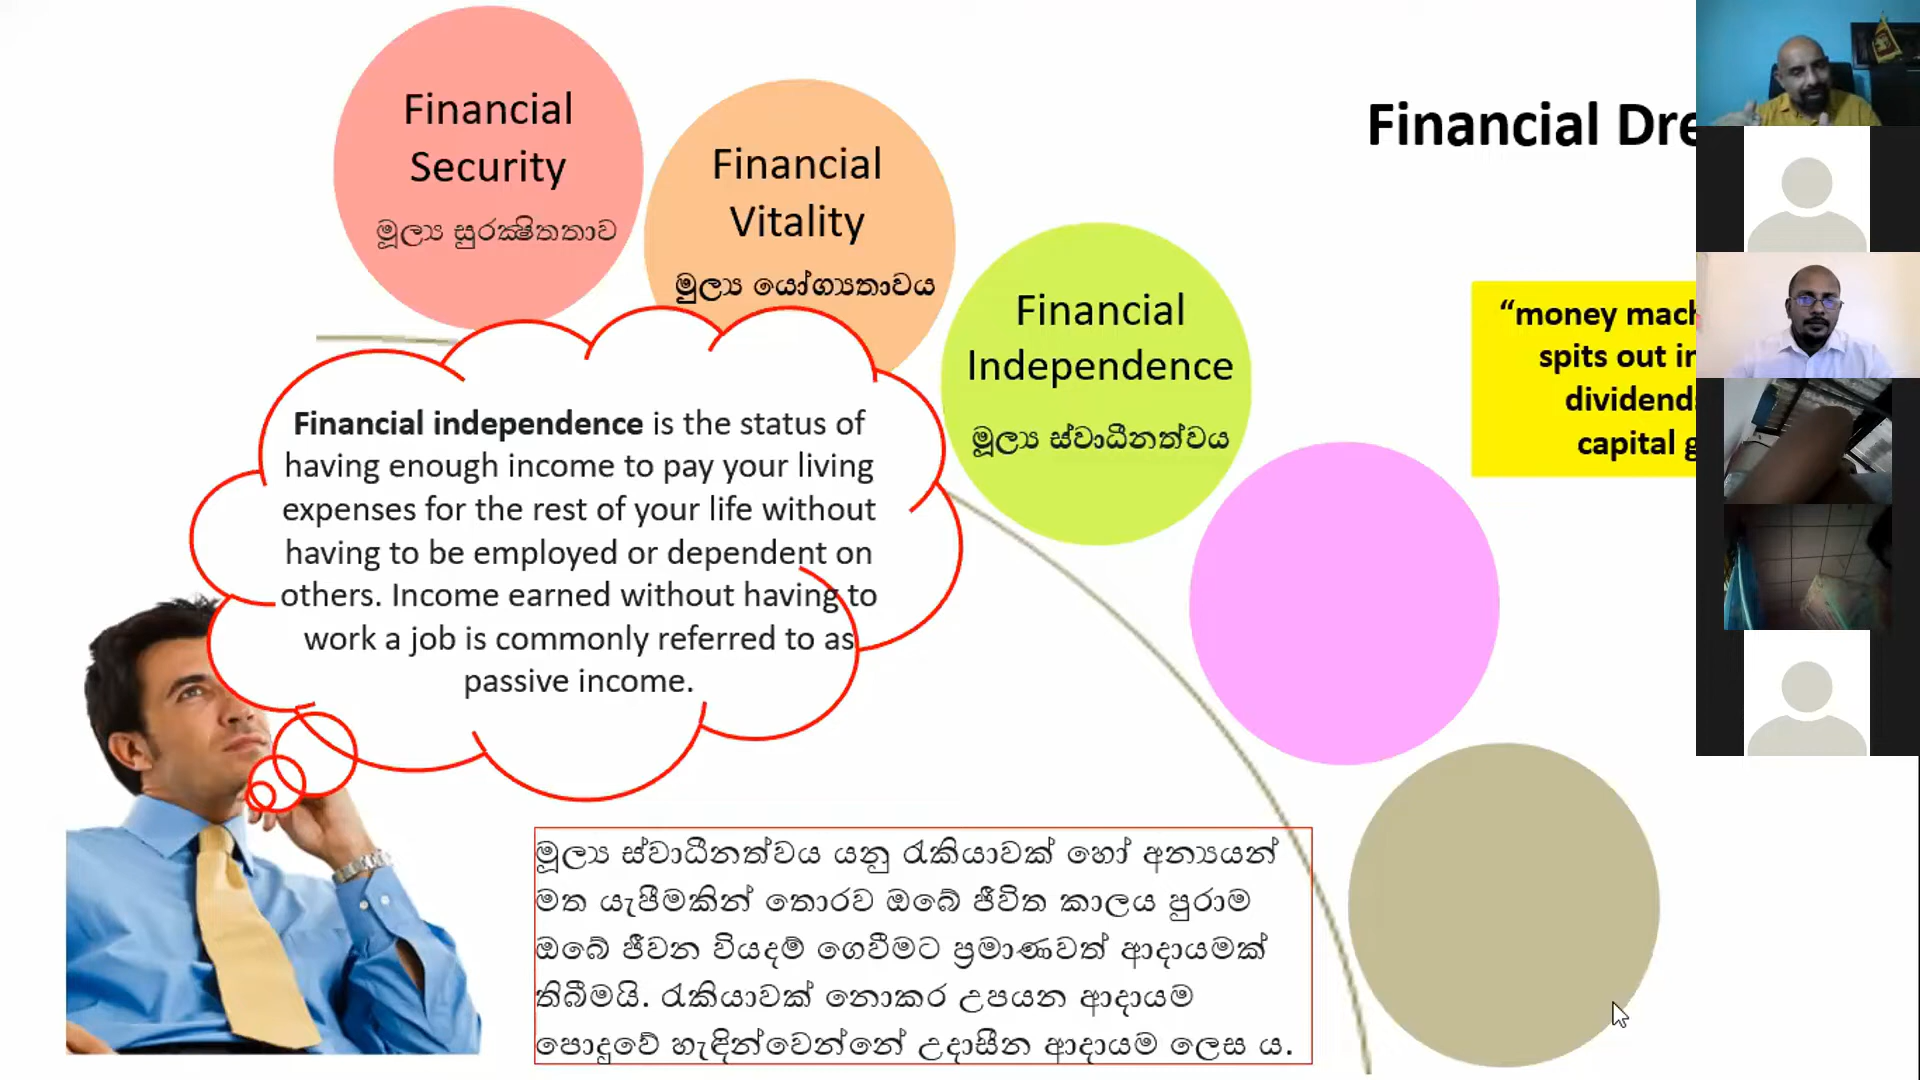 Financial
Security
මූල්‍ය සුරක්ෂිතතාව
Financial
Vitality
මුල්‍ය යෝග්‍යතාවය
Financial
Independence
මූල්‍ය ස්වාධීනත්වය
Financial
“money
spits out
Financial independence is the status of
having enough income to pay your living
expenses for the rest of your life without
having to be employed or dependent on
others. Income earned without having to
work a job is commonly referred to as
passive income.
මූල්‍ය ස්වාධීනත්වය යනු රැකියාවක් හෝ අන්‍යයන්
මත යැපීමකින් තොරව ඔබේ ජීවිත කාලය පුරාම
ඔබේ ජීවන වියදම් ගෙවීමට ප්‍රමාණවත් ආදායමක්
තිබීමයි. රැකියාවක් නොකර උපයන ආදායම
පොදුවේ හැඳින්වෙන්නේ උදාසීන ආදායම ලෙස ය.
capital